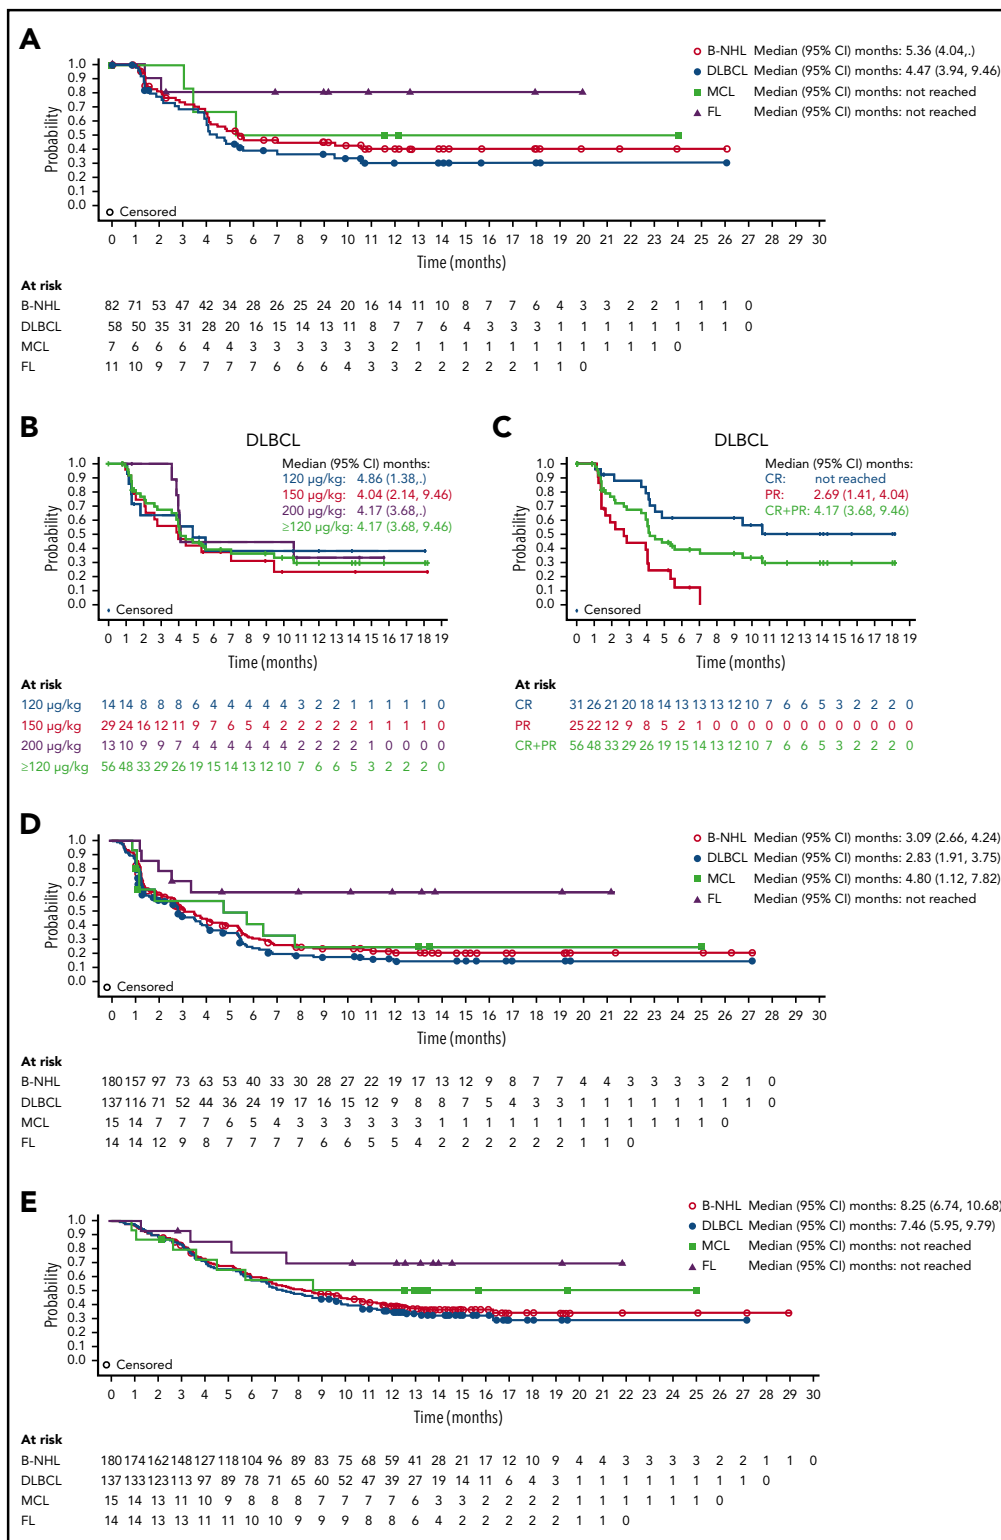 A
B-NHL Median (95% CI) months: 5.36 (4.04,.)
DLBCL Median (95% CI) months: 4.47 (3.94, 9.46)
MCL Median (95% CI) months: not reached
FL Median (95% CI) months: not reached
Probability
1.0
0.9
0.8
0.7
0.6
0.5
0.4
0.3
0.2
0.1
0.0
Censored
0 1 2 3 4 5 6 7 8 9 10 11 12 13 14 15 16 17 18 19 20 21 22 23 24 25 26 27 28 29 30
Time (months)
At risk
B-NHL 82 71 53 47 42 34 28 26 25 24 20 16 14 11 10 8 7 7 6 4 3 3 2 2 1 1 1 0
DLBCL 58 50 35 31 28 20 16 15 14 13 11 8 7 7 6 4 3 3 3 1 1 1 1 1 1 1 1 0
MCL 7 6 6 6 4 4 3 3 3 3 3 3 2 1 1 1 1 1 1 1 1 1 1 1 0
FL 11 10 9 7 7 7 7 6 6 6 4 3 3 2 2 2 2 2 1 1 0
B
DLBCL
Median (95% CI) months:
120 µg/kg: 4.86 (1.38,.)
150 µg/kg: 4.04 (2.14, 9.46)
200 µg/kg: 4.17 (3.68,.)
≥120 µg/kg: 4.17 (3.68, 9.46)
Probability
1.0
0.9
0.8
0.7
0.6
0.5
0.4
0.3
0.2
0.1
0.0
Censored
0 1 2 3 4 5 6 7 8 9 10 11 12 13 14 15 16 17 18 19
Time (months)
At risk
120 µg/kg 14 14 8 8 8 6 4 4 4 4 4 3 2 2 1 1 1 1 1 0
150 µg/kg 29 24 16 12 11 9 7 6 5 4 2 2 2 2 2 1 1 1 1 0
200 µg/kg 13 10 9 9 7 4 4 4 4 4 4 2 2 2 2 1 0 0 0 0
≥120 µg/kg 56 48 33 29 26 19 15 14 13 12 10 7 6 6 5 3 2 2 2 0
C
DLBCL
Median (95% CI) months:
CR: not reached
PR: 2.69 (1.41, 4.04)
CR+PR: 4.17 (3.68, 9.46)
Probability
1.0
0.9
0.8
0.7
0.6
0.5
0.4
0.3
0.2
0.1
0.0
Censored
0 1 2 3 4 5 6 7 8 9 10 11 12 13 14 15 16 17 18 19
Time (months)
At risk
CR 31 26 21 20 18 14 13 13 13 12 10 7 6 6 5 3 2 2 2 0
PR 25 22 12 9 8 5 2 1 0 0 0 0 0 0 0 0 0 0 0 0
CR+PR 56 48 33 29 26 19 15 14 13 12 10 7 6 6 5 3 2 2 2 0
D
B-NHL Median (95% CI) months: 3.09 (2.66, 4.24)
DLBCL Median (95% CI) months: 2.83 (1.91, 3.75)
MCL Median (95% CI) months: 4.80 (1.12, 7.82)
FL Median (95% CI) months: not reached
Probability
1.0
0.9
0.8
0.7
0.6
0.5
0.4
0.3
0.2
0.1
0.0
Censored
0 1 2 3 4 5 6 7 8 9 10 11 12 13 14 15 16 17 18 19 20 21 22 23 24 25 26 27 28 29 30
Time (months)
At risk
B-NHL 180 157 97 73 63 53 40 33 30 28 27 22 19 17 13 12 9 8 7 7 4 4 3 3 3 3 2 1 0
DLBCL 137 116 71 52 44 36 24 19 17 16 15 12 9 8 8 7 5 4 3 3 1 1 1 1 1 1 1 1 0
MCL 15 14 7 7 7 6 5 4 3 3 3 3 3 3 1 1 1 1 1 1 1 1 1 1 1 1 0
FL 14 14 12 9 8 7 7 7 7 6 6 5 5 4 2 2 2 2 2 2 1 1 0
E
B-NHL Median (95% CI) months: 8.25 (6.74, 10.68)
DLBCL Median (95% CI) months: 7.46 (5.95, 9.79)
MCL Median (95% CI) months: not reached
FL Median (95% CI) months: not reached
Probability
1.0
0.9
0.8
0.7
0.6
0.5
0.4
0.3
0.2
0.1
0.0
Censored
0 1 2 3 4 5 6 7 8 9 10 11 12 13 14 15 16 17 18 19 20 21 22 23 24 25 26 27 28 29 30
Time (months)
At risk
B-NHL 180 174 162 148 127 118 104 96 89 83 75 68 59 41 28 21 17 12 10 9 4 4 3 3 3 3 2 2 1 1 0
DLBCL 137 133 123 113 97 89 78 71 65 60 52 47 39 27 19 14 11 6 4 3 1 1 1 1 1 1 1 1 0
MCL 15 14 13 11 10 9 8 8 8 7 7 7 7 6 3 3 2 2 2 2 1 1 1 1 1 1 0
FL 14 14 13 13 11 11 10 10 9 9 9 8 8 6 4 2 2 2 2 2 1 1 0